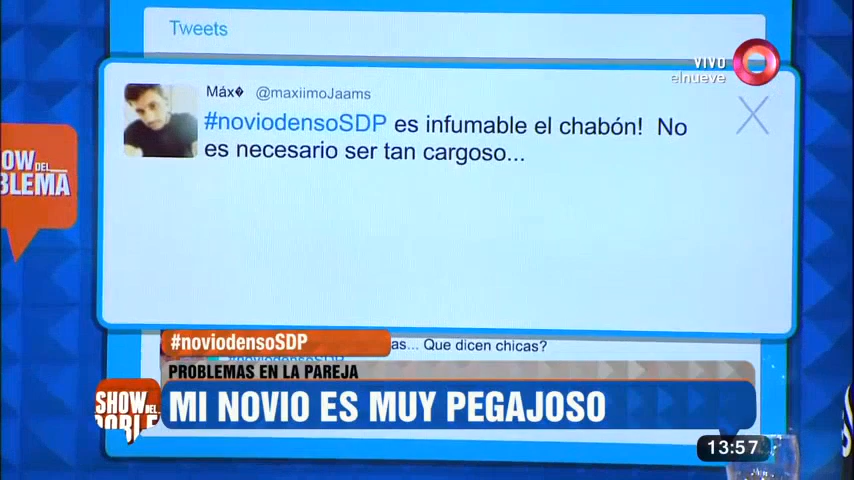 Tweets
VIVO
elnueve
Máx�
@maxiimoJaams
#noviodensoSDP es infumable el chabón! No
es necesario ser tan cargoso...
OW DEL
BLEMA
#noviodensoSDP
as... Que dicen chicas?
#noviodensoSDP
PROBLEMAS EN LA PAREJA
SHOW DEL
MI NOVIO ES MUY PEGAJOSO
13:57